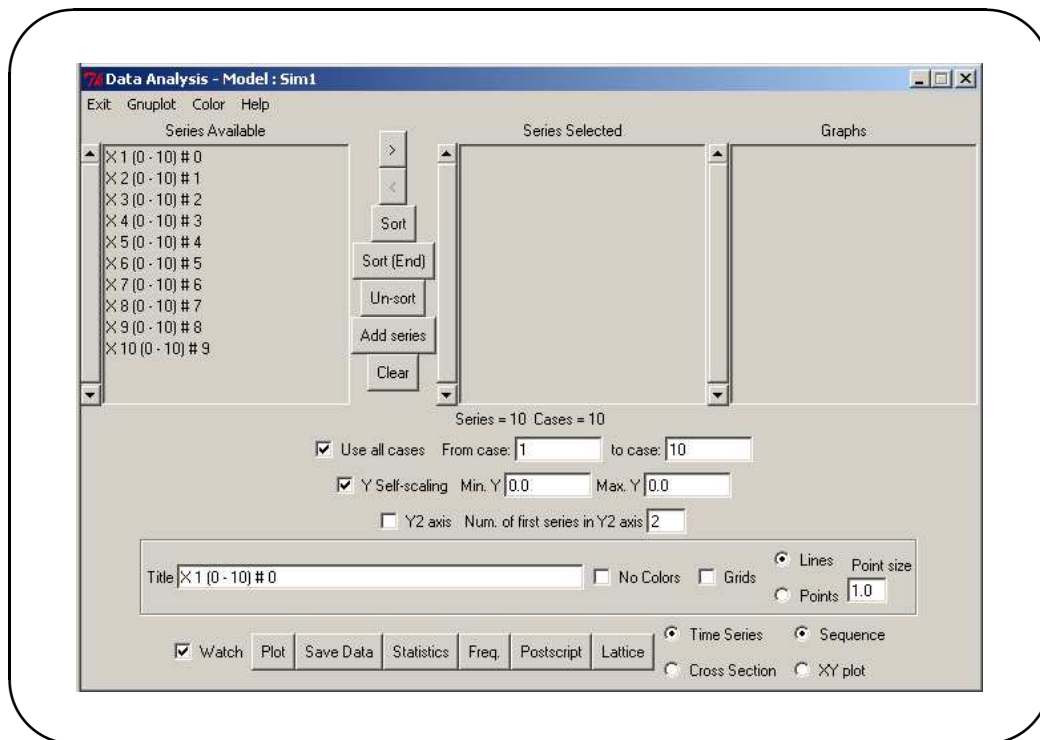 Data Analysis - Model : Sim1
Exit Gnuplot Color Help
Series Available
Series Selected
Graphs
X 1 (0 - 10) # 0
X 2 (0 - 10) # 1
X 3 (0 - 10) # 2
X 4 (0 - 10) # 3
X 5 (0 - 10) # 4
X 6 (0 - 10) # 5
X 7 (0 - 10) # 6
X 8 (0 - 10) # 7
X 9 (0 - 10) # 8
X 10 (0 - 10) # 9
>
<
Sort
Sort (End)
Un-sort
Add series
Clear
Series = 10 Cases = 10
Use all cases From case: 1 to case: 10
Y Self-scaling Min. Y 0.0 Max. Y 0.0
Y2 axis Num. of first series in Y2 axis 2
Title X 1 (0 - 10) # 0 No Colors Grids
Lines
Points
Point size
1.0
Watch Plot Save Data Statistics Freq. Postscript Lattice
Time Series Sequence
Cross Section XY plot